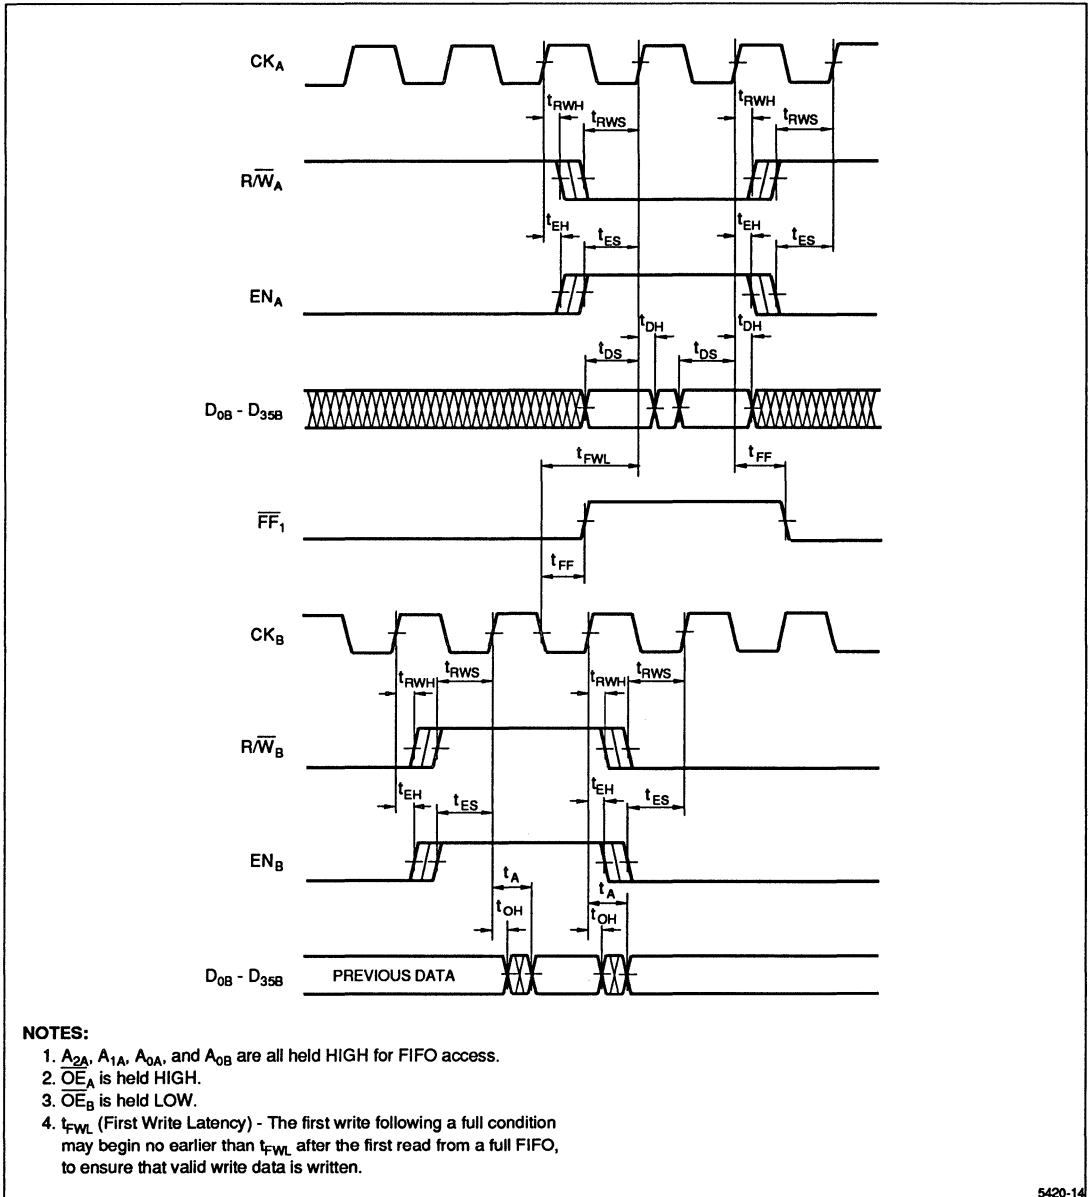 CKA
tRWH
tRWS
tRWH
tRWS
R/W̅A
tEH
tES
tEH
tES
ENA
tDH
tDH
tDS
tDS
D0B - D35B
tFWL
tFF
F̅F̅1
tFF
CKB
tRWH
tRWS
tRWH
tRWS
R/W̅B
tEH
tES
tEH
tES
ENB
tA
tA
tOH
tOH
D0B - D35B
PREVIOUS DATA
NOTES:
1. A2A, A1A, A0A, and A0B are all held HIGH for FIFO access.
2. O̅E̅A is held HIGH.
3. O̅E̅B is held LOW.
4. tFWL (First Write Latency) - The first write following a full condition
may begin no earlier than tFWL after the first read from a full FIFO,
to ensure that valid write data is written.
5420-14